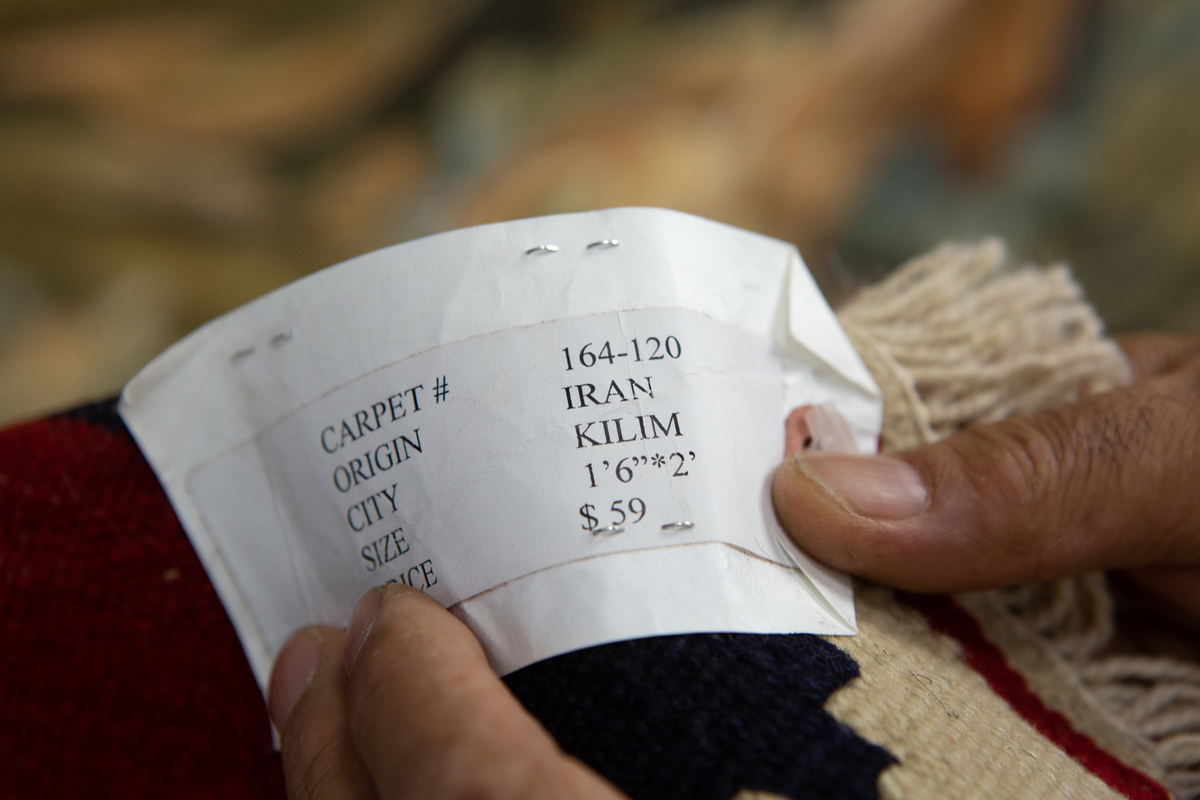 CARPET # 164-120
ORIGIN IRAN
CITY KILIM
SIZE 1’6”*2’
$ 59